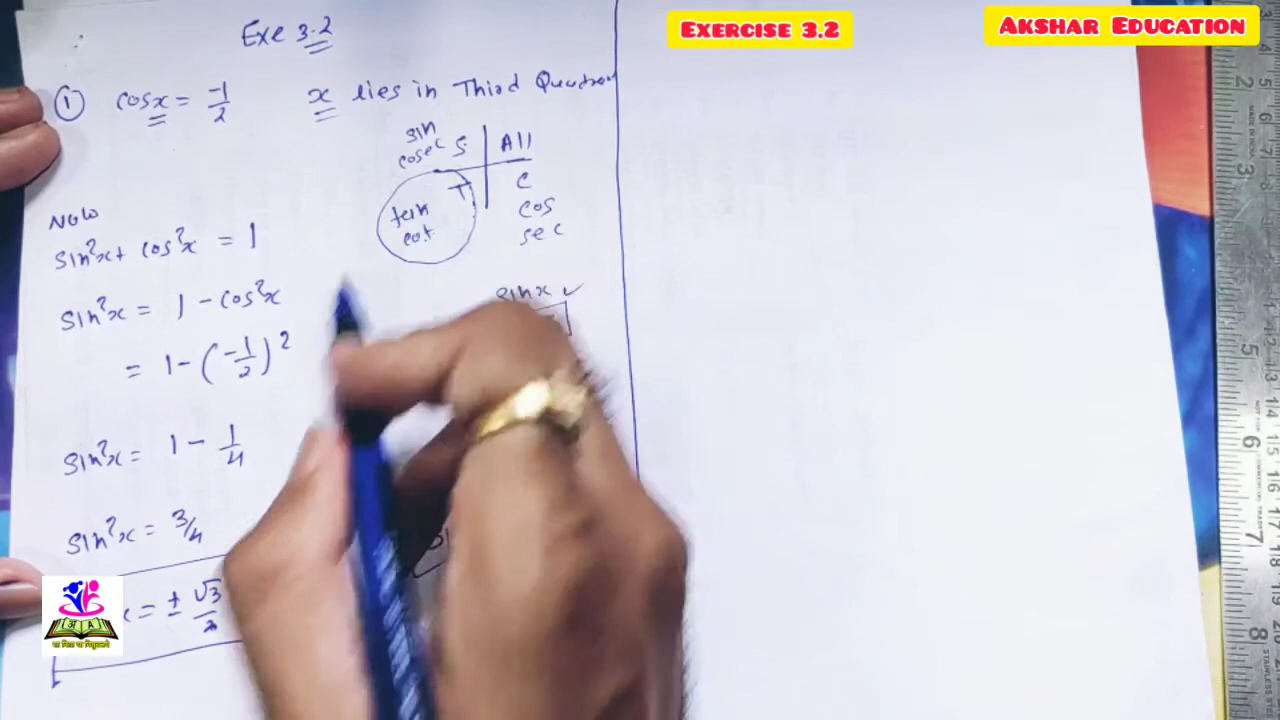 EXERCISE 3.2
AKSHAR EDUCATION
Exe 3.2
① cosx = -1/2 x lies in Third Quadran
sin
cosec S | All
T | C
tan cos
cot sec
NOW
sin²x + cos²x = 1
sin²x = 1 - cos²x
= 1 - (-1/2)²
sin²x = 1 - 1/4
sin²x = 3/4
x = ± √3/2
sinx ✓